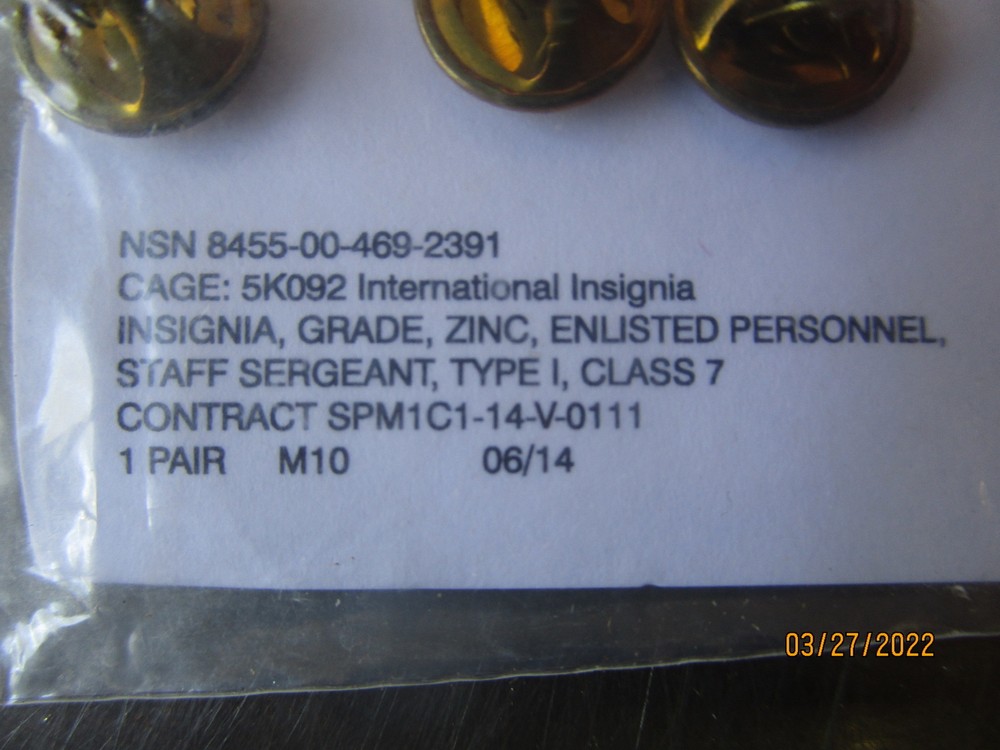 NSN 8455-00-469-2391
CAGE: 5K092 International Insignia
INSIGNIA, GRADE, ZINC, ENLISTED PERSONNEL,
STAFF SERGEANT, TYPE I, CLASS 7
CONTRACT SPM1C1-14-V-0111
1 PAIR M10 06/14
03/27/2022